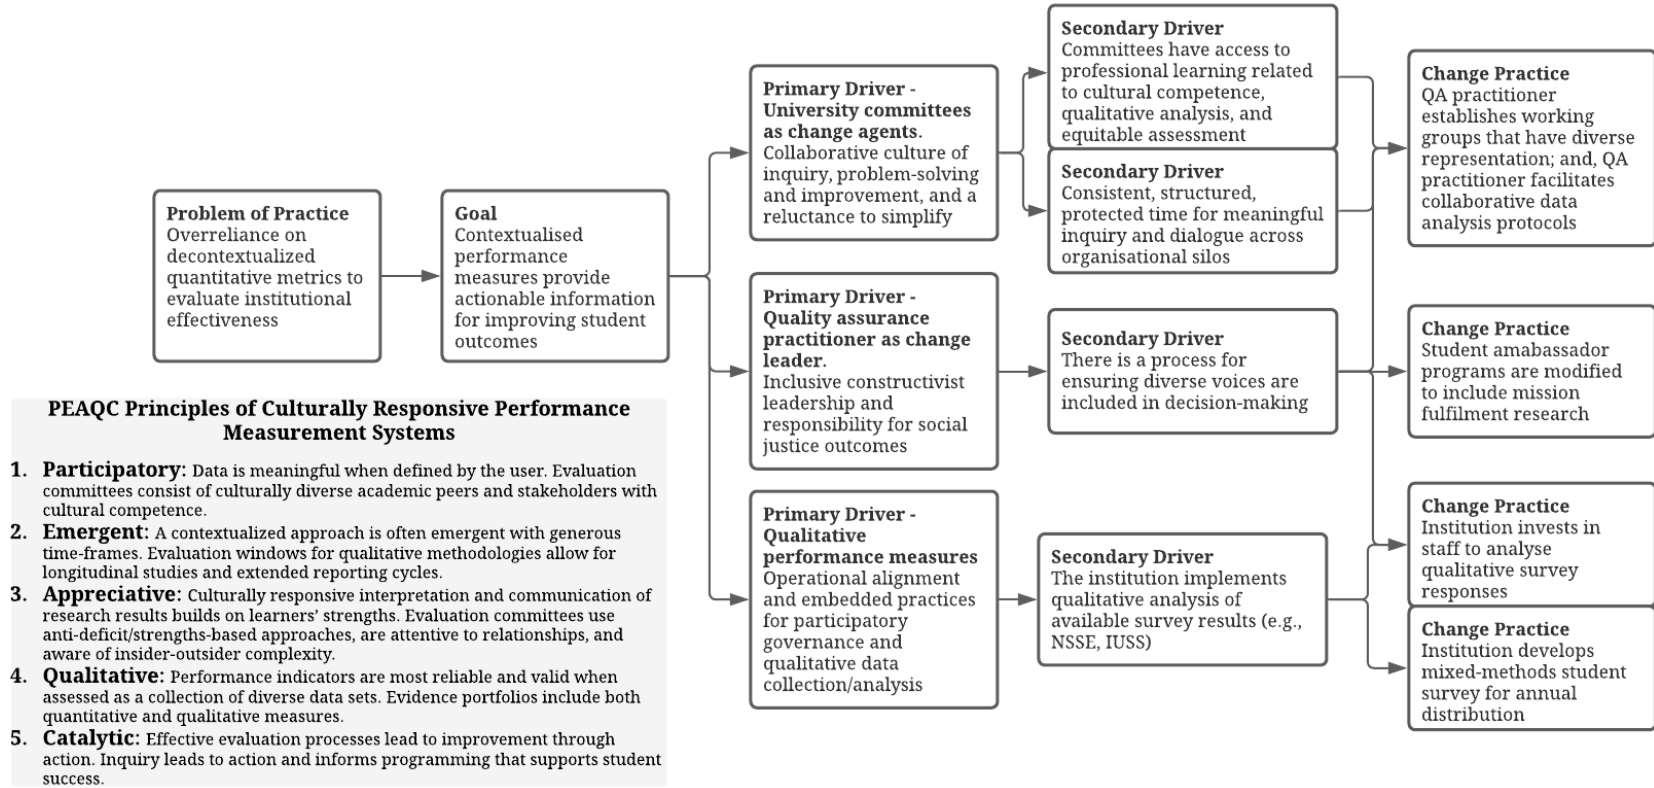 Problem of Practice
Overreliance on
decontextualized
quantitative metrics to
evaluate institutional
effectiveness
Goal
Contextualised
performance
measures provide
actionable information
for improving student
outcomes
Primary Driver -
University committees
as change agents.
Collaborative culture of
inquiry, problem-solving
and improvement, and a
reluctance to simplify
Primary Driver -
Quality assurance
practitioner as change
leader.
Inclusive constructivist
leadership and
responsibility for social
justice outcomes
Primary Driver -
Qualitative
performance measures
Operational alignment
and embedded practices
for participatory
governance and
qualitative data
collection/analysis
Secondary Driver
Committees have access to
professional learning related
to cultural competence,
qualitative analysis, and
equitable assessment
Secondary Driver
Consistent, structured,
protected time for meaningful
inquiry and dialogue across
organisational silos
Secondary Driver
There is a process for
ensuring diverse voices are
included in decision-making
Secondary Driver
The institution implements
qualitative analysis of
available survey results (e.g.,
NSSE, IUSS)
Change Practice
QA practitioner
establishes working
groups that have diverse
representation; and, QA
practitioner facilitates
collaborative data
analysis protocols
Change Practice
Student amabassador
programs are modified
to include mission
fulfilment research
Change Practice
Institution invests in
staff to analyse
qualitative survey
responses
Change Practice
Institution develops
mixed-methods student
survey for annual
distribution
PEAQC Principles of Culturally Responsive Performance
Measurement Systems
1. Participatory: Data is meaningful when defined by the user. Evaluation
committees consist of culturally diverse academic peers and stakeholders with
cultural competence.
2. Emergent: A contextualized approach is often emergent with generous
time-frames. Evaluation windows for qualitative methodologies allow for
longitudinal studies and extended reporting cycles.
3. Appreciative: Culturally responsive interpretation and communication of
research results builds on learners’ strengths. Evaluation committees use
anti-deficit/strengths-based approaches, are attentive to relationships, and
aware of insider-outsider complexity.
4. Qualitative: Performance indicators are most reliable and valid when
assessed as a collection of diverse data sets. Evidence portfolios include both
quantitative and qualitative measures.
5. Catalytic: Effective evaluation processes lead to improvement through
action. Inquiry leads to action and informs programming that supports student
success.